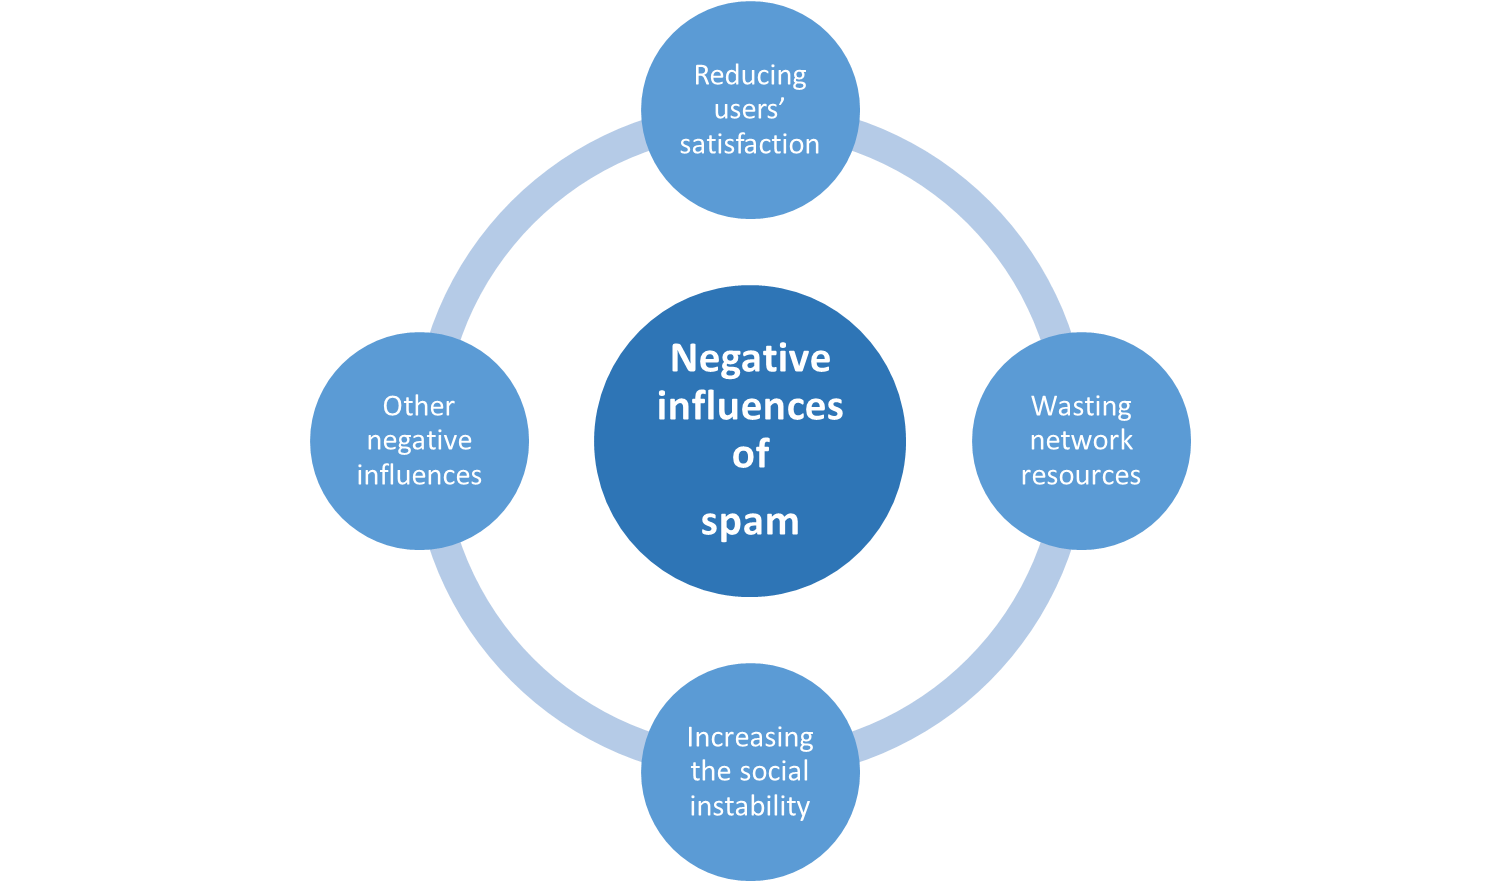 Reducing
users’
satisfaction
Negative
influences
of
spam
Other
negative
influences
Wasting
network
resources
Increasing
the social
instability